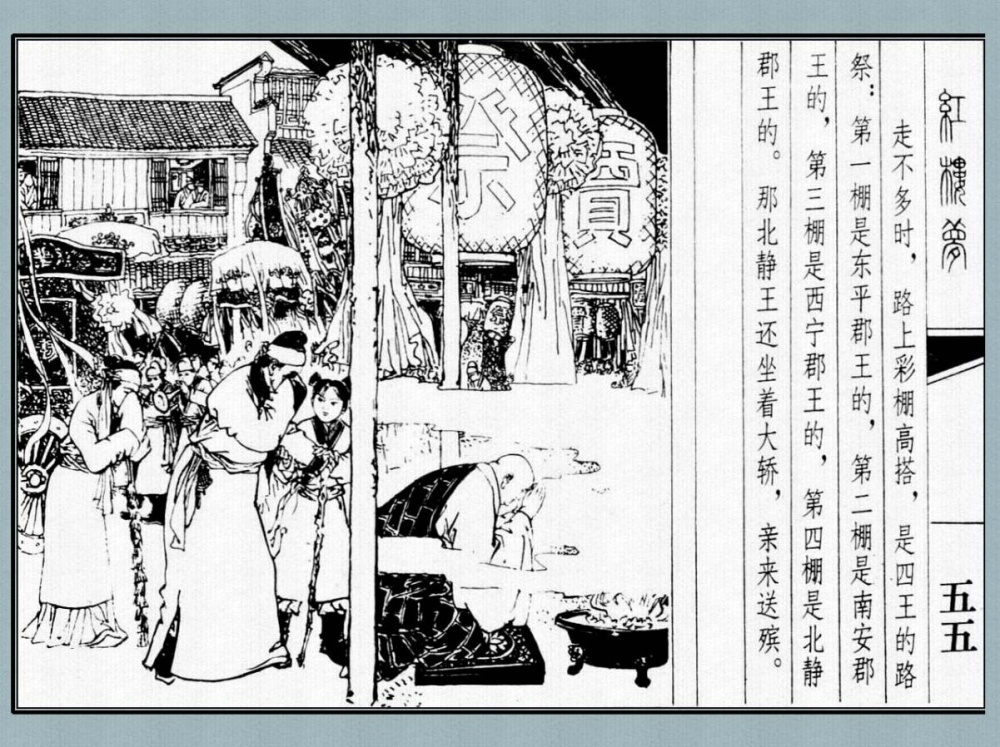 紅樓夢
五五
走不多时，路上彩棚高搭，是四王的路
祭：第一棚是东平郡王的，第二棚是南安郡
王的，第三棚是西宁郡王的，第四棚是北静
郡王的。那北静王还坐着大轿，亲来送殡。
祭